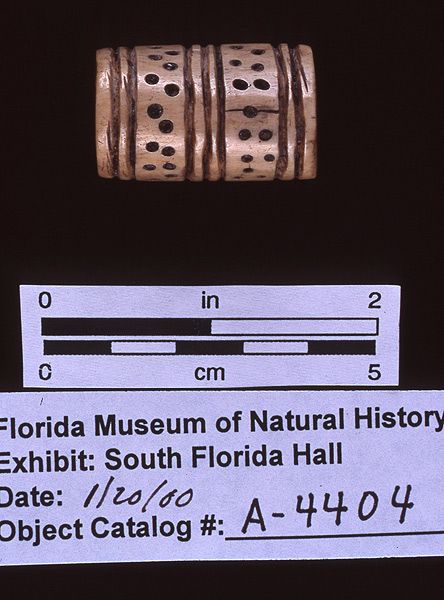 0 in 2
0 cm 5
Florida Museum of Natural History
Exhibit: South Florida Hall
Date: 1/20/00
Object Catalog #: A-4404